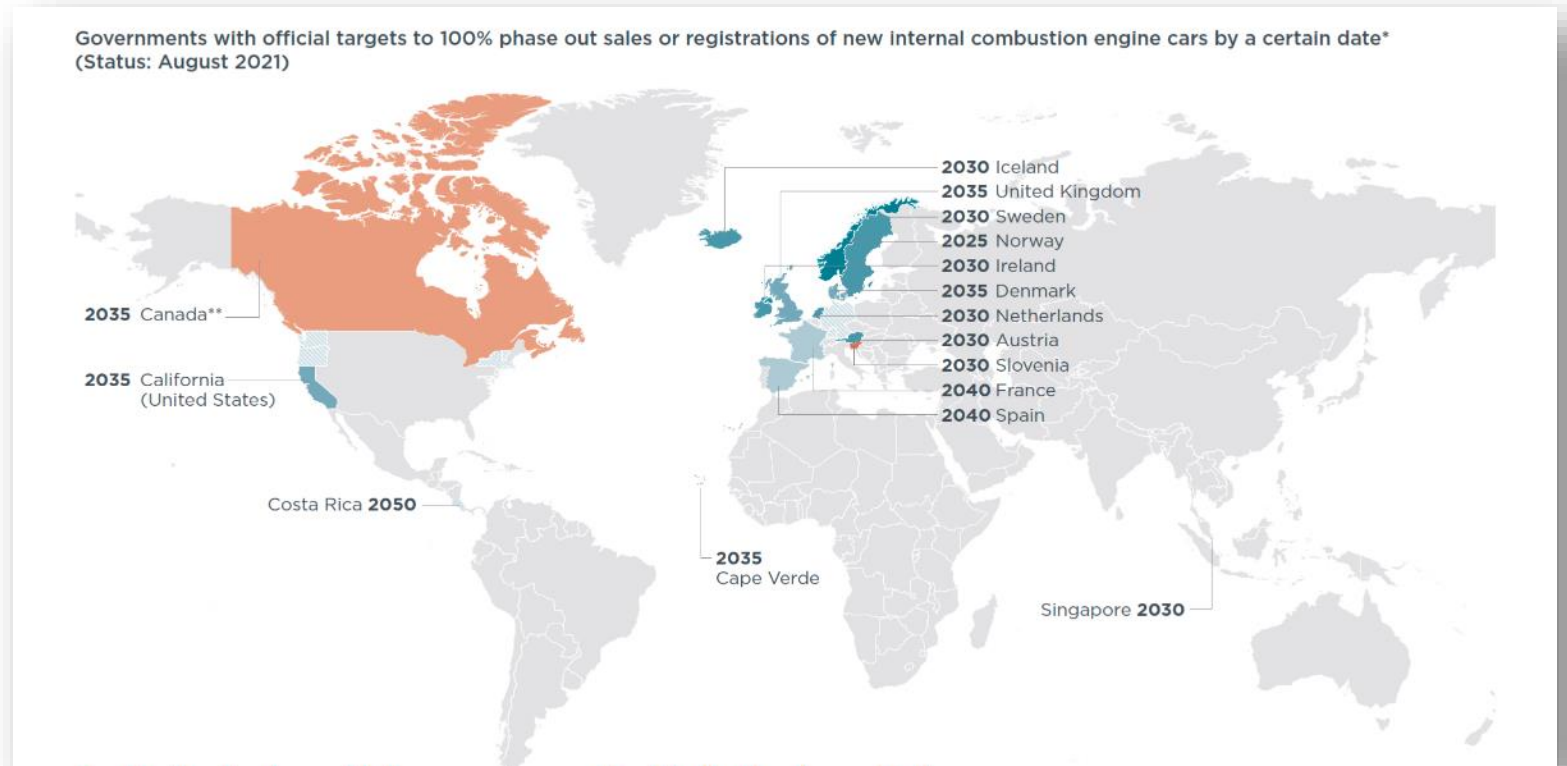 Governments with official targets to 100% phase out sales or registrations of new internal combustion engine cars by a certain date*
(Status: August 2021)
2030 Iceland
2035 United Kingdom
2030 Sweden
2025 Norway
2030 Ireland
2035 Denmark
2030 Netherlands
2030 Austria
2030 Slovenia
2040 France
2040 Spain
2035 Canada**
2035 California
(United States)
Costa Rica 2050
2035
Cape Verde
Singapore 2030